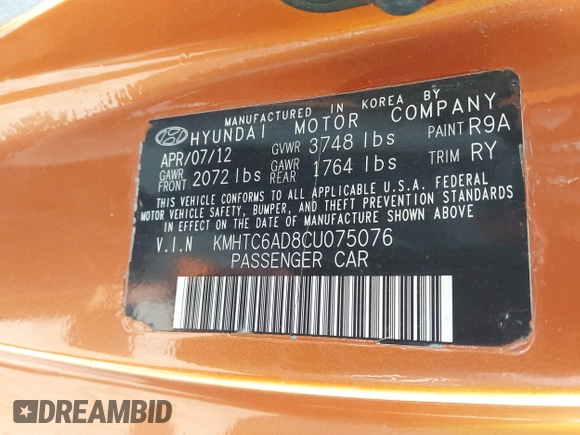 MANUFACTURED IN KOREA BY
HYUNDAI MOTOR COMPANY
APR/07/12 GVWR 3748 lbs PAINT R9A
GAWR FRONT 2072 lbs GAWR REAR 1764 lbs TRIM RY
THIS VEHICLE CONFORMS TO ALL APPLICABLE U.S.A. FEDERAL
MOTOR VEHICLE SAFETY, BUMPER, AND THEFT PREVENTION STANDARDS
IN EFFECT ON THE DATE OF MANUFACTURE SHOWN ABOVE
V.I.N KMHTC6AD8CU075076
PASSENGER CAR
DREAMBID